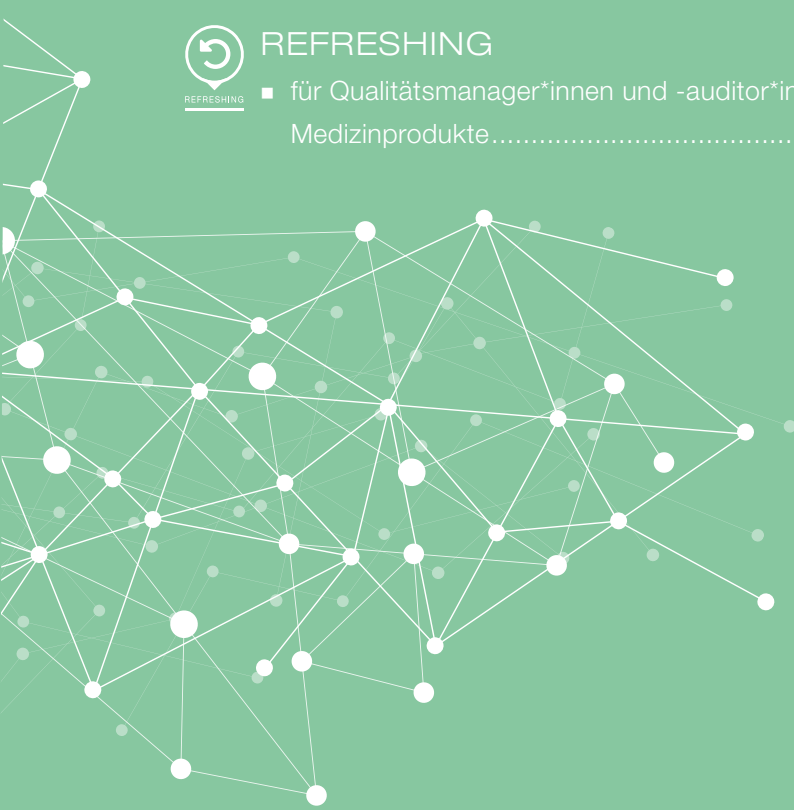 REFRESHING
REFRESHING
■ für Qualitätsmanager*innen und -auditor*in
Medizinprodukte......................................